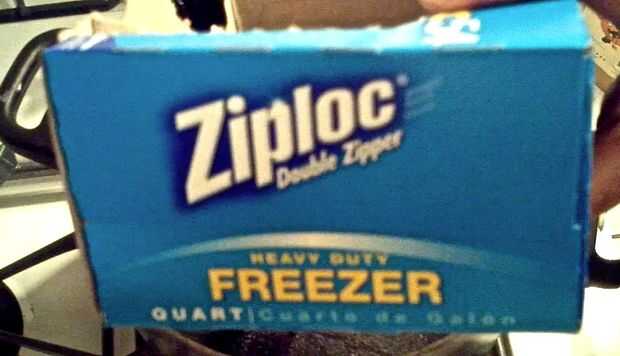 Ziploc®
Double Zipper
HEAVY DUTY
FREEZER
QUART | Cuarto de Galón